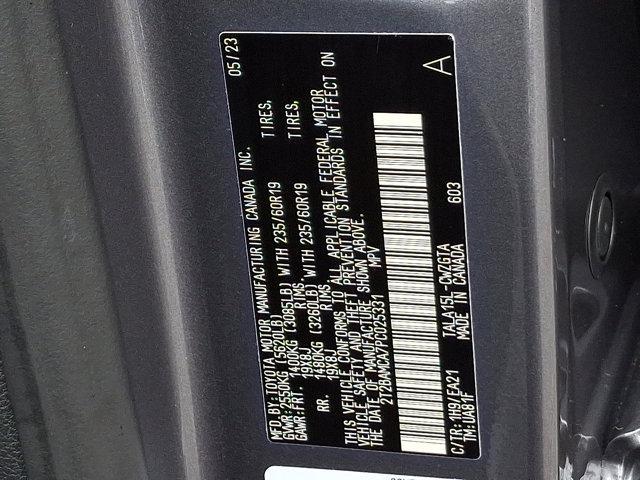 MFD.BY:TOYOTA MOTOR MANUFACTURING CANADA INC. 05/23
GVWR:2550KG (5620LB)
GAWR:FRT. 1400KG (3085LB) WITH 235/60R19 TIRES,
19X8J RIMS,
RR. 1480KG (3260LB) WITH 235/60R19 TIRES,
19X8J RIMS.
THIS VEHICLE CONFORMS TO ALL APPLICABLE FEDERAL MOTOR
VEHICLE SAFETY AND THEFT PREVENTION STANDARDS IN EFFECT ON
THE DATE OF MANUFACTURE SHOWN ABOVE.
MPV
A
C/TR:1H9/EA21 TALA15L-CWZGTA 603
TM:UA81F MADE IN CANADA